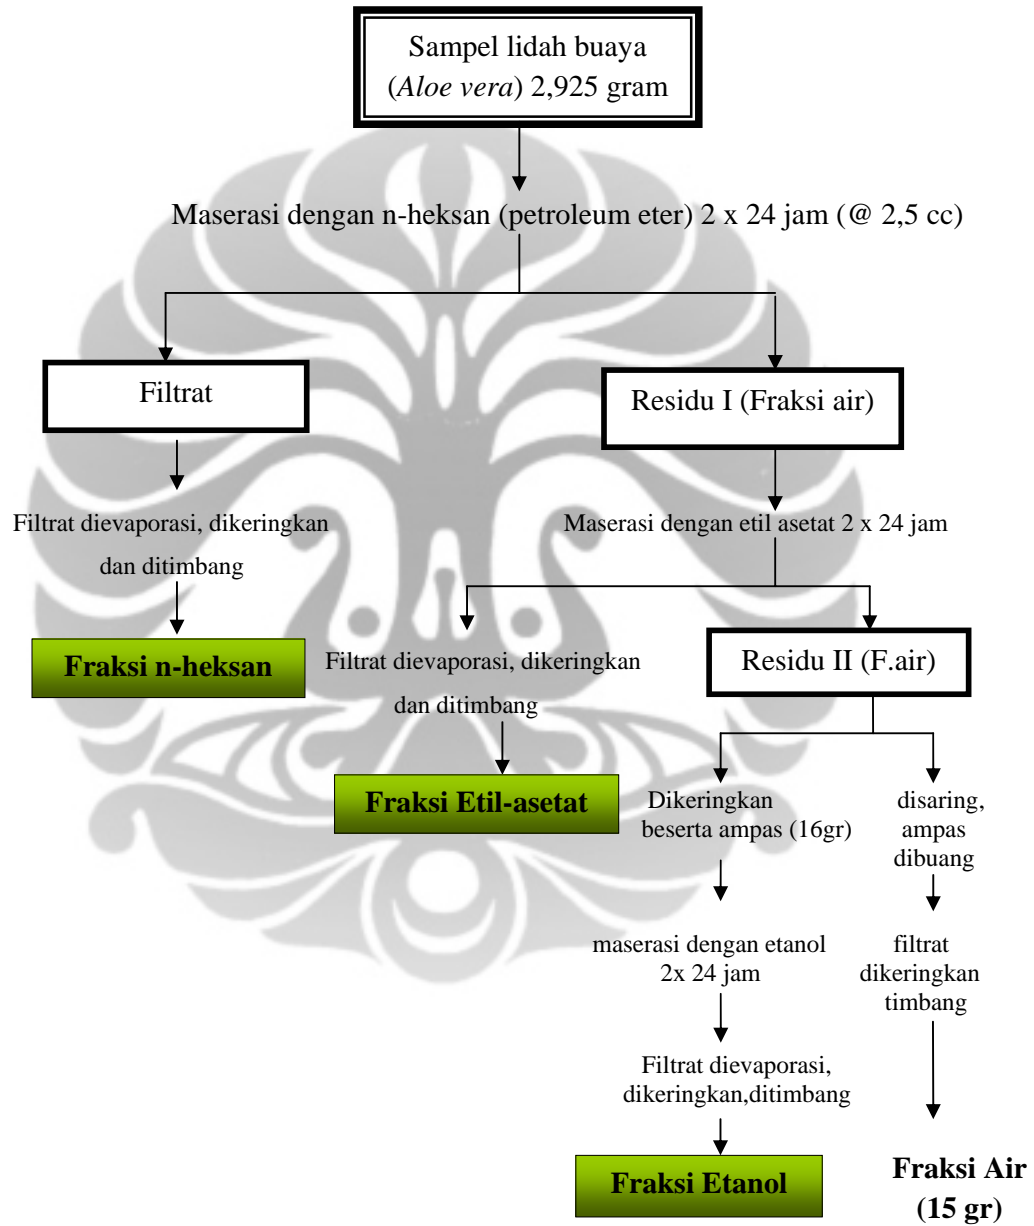 Sampel lidah buaya
(Aloe vera) 2,925 gram
Maserasi dengan n-heksan (petroleum eter) 2 x 24 jam (@ 2,5 cc)
Filtrat
Residu I (Fraksi air)
Filtrat dievaporasi, dikeringkan
dan ditimbang
Maserasi dengan etil asetat 2 x 24 jam
Fraksi n-heksan
Filtrat dievaporasi, dikeringkan
dan ditimbang
Residu II (F.air)
Fraksi Etil-asetat
Dikeringkan
beserta ampas (16gr)
disaring,
ampas
dibuang
maserasi dengan etanol
2x 24 jam
filtrat
dikeringkan
timbang
Filtrat dievaporasi,
dikeringkan,ditimbang
Fraksi Etanol
Fraksi Air
(15 gr)